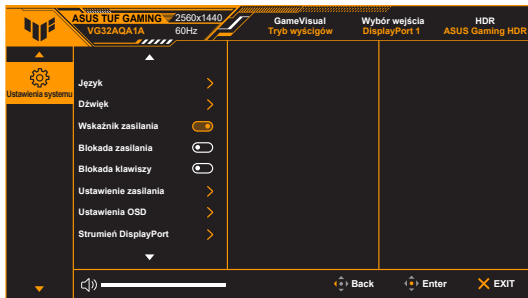 ASUS TUF GAMING 2560x1440
VG32AQA1A 60Hz
GameVisual
Tryb wyścigów
Wybór wejścia
DisplayPort 1
HDR
ASUS Gaming HDR
Ustawienia systemu
Język
Dźwięk
Wskaźnik zasilania
Blokada zasilania
Blokada klawiszy
Ustawienie zasilania
Ustawienia OSD
Strumień DisplayPort
Back
Enter
EXIT